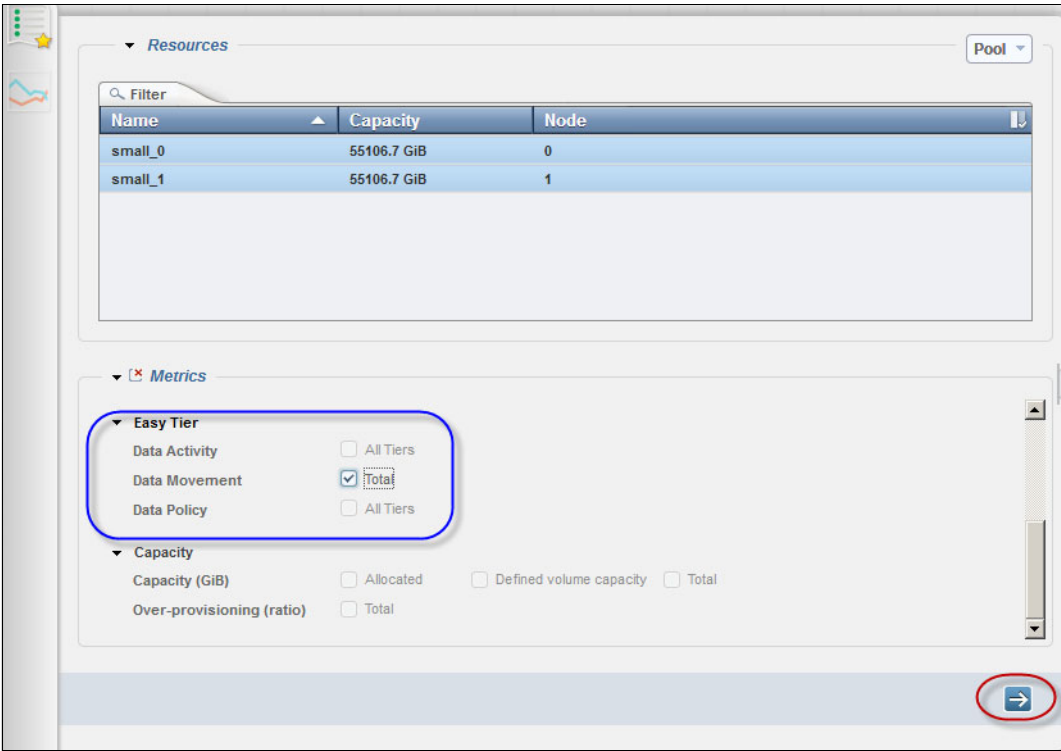 Resources
Pool
Filter
Name Capacity Node
small_0 55106.7 GiB 0
small_1 55106.7 GiB 1
Metrics
Easy Tier
Data Activity All Tiers
Data Movement Total
Data Policy All Tiers
Capacity
Capacity (GiB) Allocated Defined volume capacity Total
Over-provisioning (ratio) Total